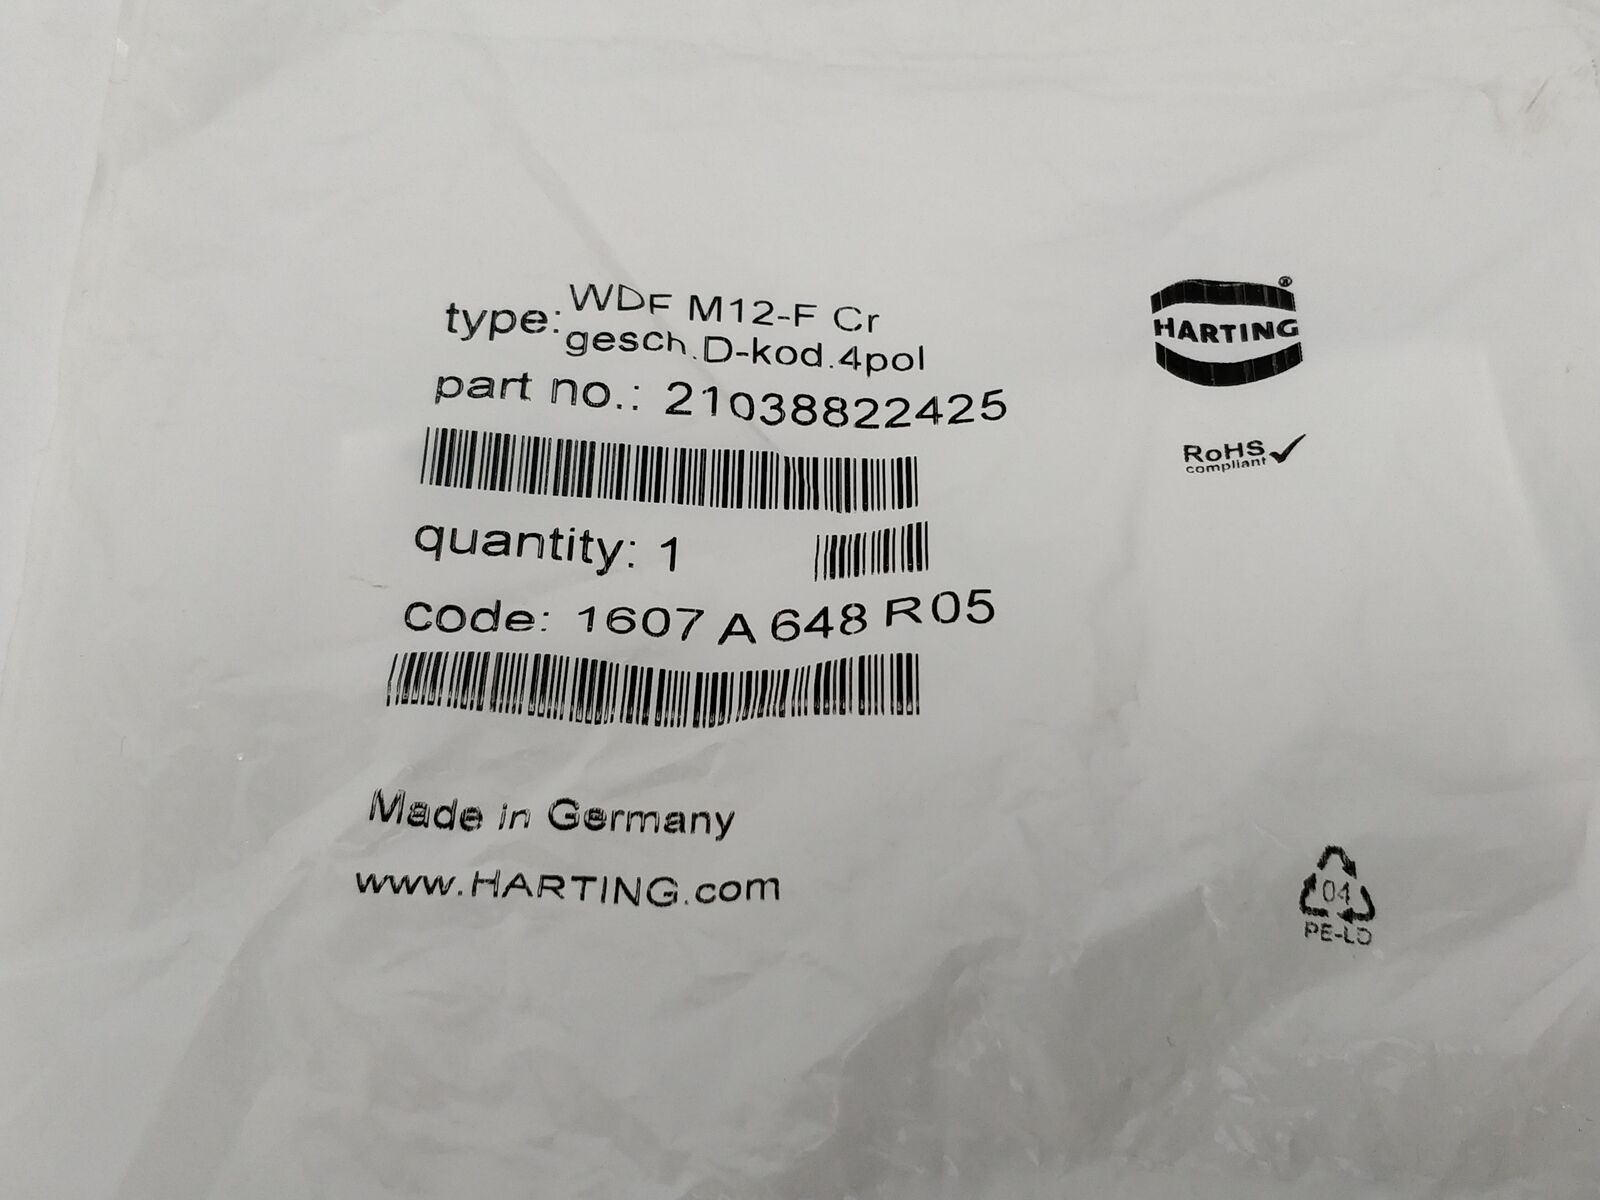 type: WDF M12-F Cr
gesch.D-kod.4pol
part no.: 21038822425
quantity: 1
code: 1607 A 648 R05
Made in Germany
www.HARTING.com
HARTING®
RoHS
compliant
04
PE-LD